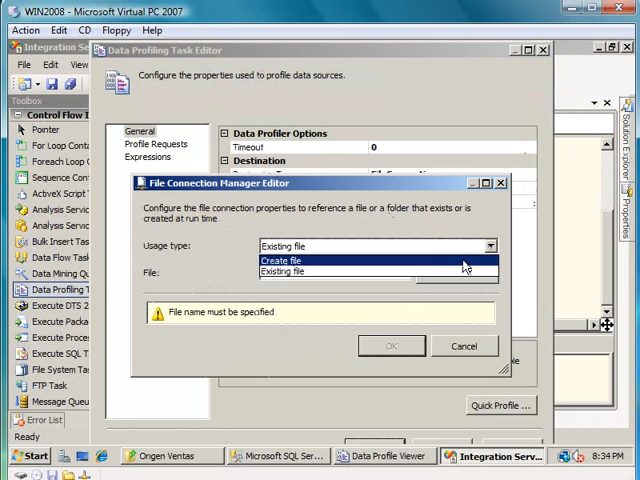 WIN2008 - Microsoft Virtual PC 2007
Action Edit CD Floppy Help
Integration Se
Data Profiling Task Editor
File Edit View
Configure the properties used to profile data sources.
Toolbox
Control Flow I
Pointer
For Loop Conta
Foreach Loop
Sequence Cont
ActiveX Script T
Analysis Servic
Analysis Servic
Bulk Insert Task
Data Flow Task
Data Mining Qu
Data Profiling T
Execute DTS 2
Execute Packa
Execute Proce
Execute SQL T
File System Ta
FTP Task
Message Queu
General
Profile Requests
Expressions
Data Profiler Options
Timeout 0
Destination
File Connection Manager Editor
Configure the file connection properties to reference a file or a folder that exists or is
created at run time.
Usage type: Existing file
Create file
File: Existing file
File name must be specified.
OK Cancel
Quick Profile ...
Solution Explorer
Properties
Error List
Ready
Start Origen Ventas Microsoft SQL Ser... Data Profile Viewer Integration Serv... 8:34 PM